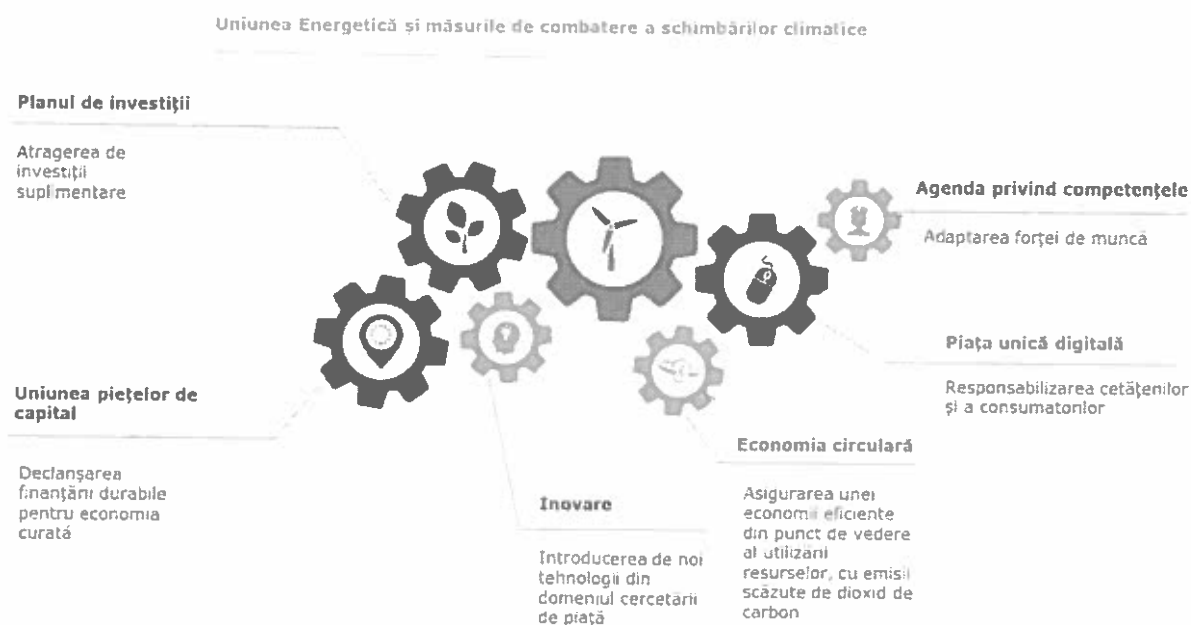 Uniunea Energetică și măsurile de combatere a schimbărilor climatice
Planul de investiții
Atragerea de
investiții
suplimentare
Agenda privind competențele
Adaptarea forței de muncă
Piața unică digitală
Responsabilizarea cetățenilor
și a consumatorilor
Uniunea piețelor de
capital
Declanșarea
finanțării durabile
pentru economia
curată
Inovare
Introducerea de noi
tehnologii din
domeniul cercetării
de piață
Economia circulară
Asigurarea unei
economii eficiente
din punct de vedere
al utilizării
resurselor, cu emisii
scăzute de dioxid de
carbon